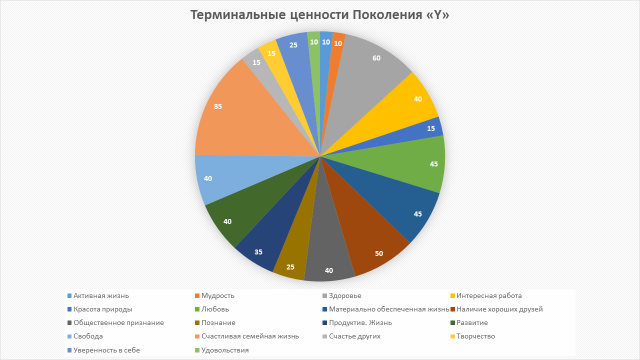 Терминальные ценности Поколения «Y»
10 10
25
15
15
60
40
85
15
45
40
45
40
50
35
25
40
Активная жизнь Мудрость Здоровье Интересная работа
Красота природы Любовь Материально обеспеченная жизнь Наличие хороших друзей
Общественное признание Познание Продуктив. Жизнь Развитие
Свобода Счастливая семейная жизнь Счастье других Творчество
Уверенность в себе Удовольствия